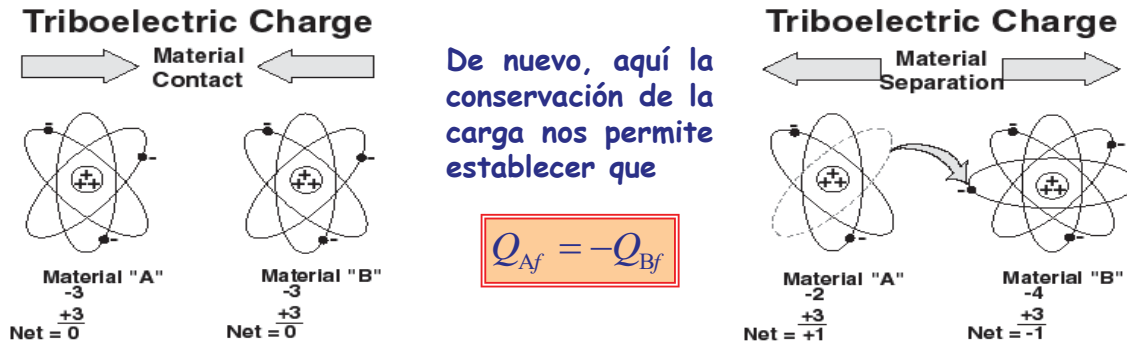 Triboelectric Charge
Material
Contact
- - -
- - -
+
++
+
++
Material "A"
-3
+3
Net = 0
Material "B"
-3
+3
Net = 0
De nuevo, aquí la
conservación de la
carga nos permite
establecer que
Q_Af = -Q_Bf
Triboelectric Charge
Material
Separation
- -
- - - -
+
++
+
++
Material "A"
-2
+3
Net = +1
Material "B"
-4
+3
Net = -1